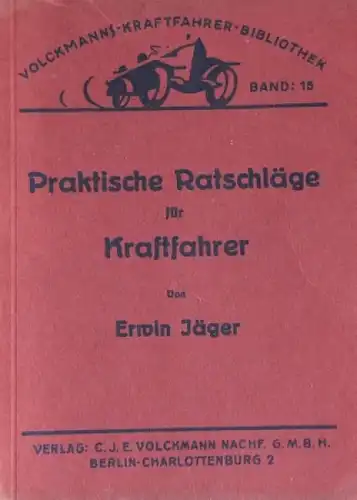 VOLCKMANNS-KRAFTFAHRER-BIBLIOTHEK
BAND: 15
Praktische Ratschläge
für
Kraftfahrer
Von
Erwin Jäger
VERLAG: C. J. E. VOLCKMANN NACHF. G. M. B. H.
BERLIN-CHARLOTTENBURG 2